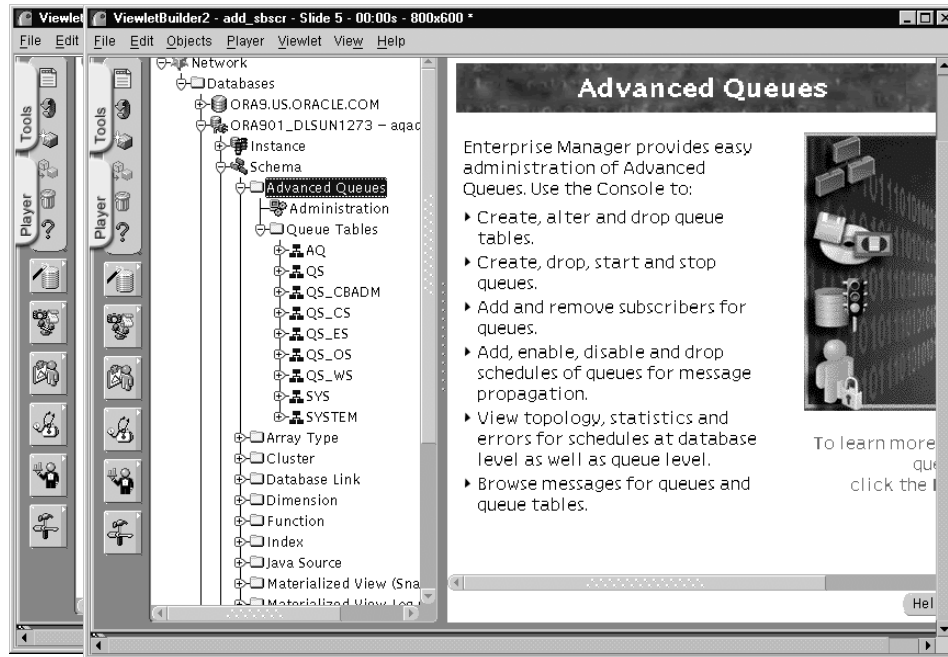 Viewlet
File Edit
Tools
Player
ViewletBuilder2 - add_sbscr - Slide 5 - 00:00s - 800x600 *
File Edit Objects Player Viewlet View Help
Tools
Player
Network
Databases
ORA9.US.ORACLE.COM
ORA901_DLSUN1273 – aqad
Instance
Schema
Advanced Queues
Administration
Queue Tables
AQ
QS
QS_CBADM
QS_CS
QS_ES
QS_OS
QS_WS
SYS
SYSTEM
Array Type
Cluster
Database Link
Dimension
Function
Index
Java Source
Materialized View (Sna
Materialized View Log
Advanced Queues
Enterprise Manager provides easy
administration of Advanced
Queues. Use the Console to:
Create, alter and drop queue
tables.
Create, drop, start and stop
queues.
Add and remove subscribers for
queues.
Add, enable, disable and drop
schedules of queues for message
propagation.
View topology, statistics and
errors for schedules at database
level as well as queue level.
Browse messages for queues and
queue tables.
To learn more
que
click the
Hel